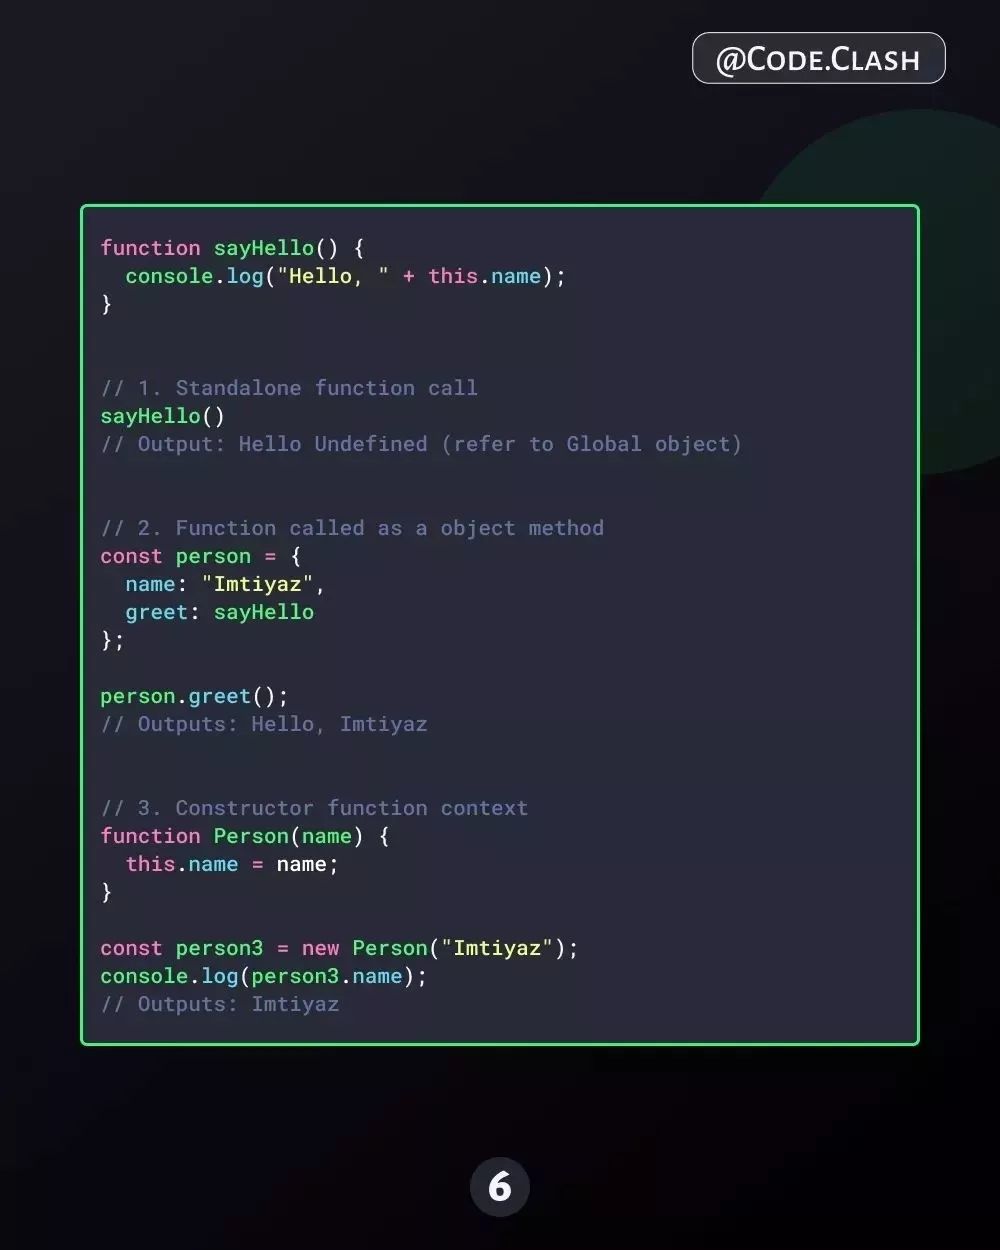 @Code.Clash
function sayHello() {
  console.log("Hello, " + this.name);
}
// 1. Standalone function call
sayHello()
// Output: Hello Undefined (refer to Global object)
// 2. Function called as a object method
const person = {
  name: "Imtiyaz",
  greet: sayHello
};
person.greet();
// Outputs: Hello, Imtiyaz
// 3. Constructor function context
function Person(name) {
  this.name = name;
}
const person3 = new Person("Imtiyaz");
console.log(person3.name);
// Outputs: Imtiyaz
6